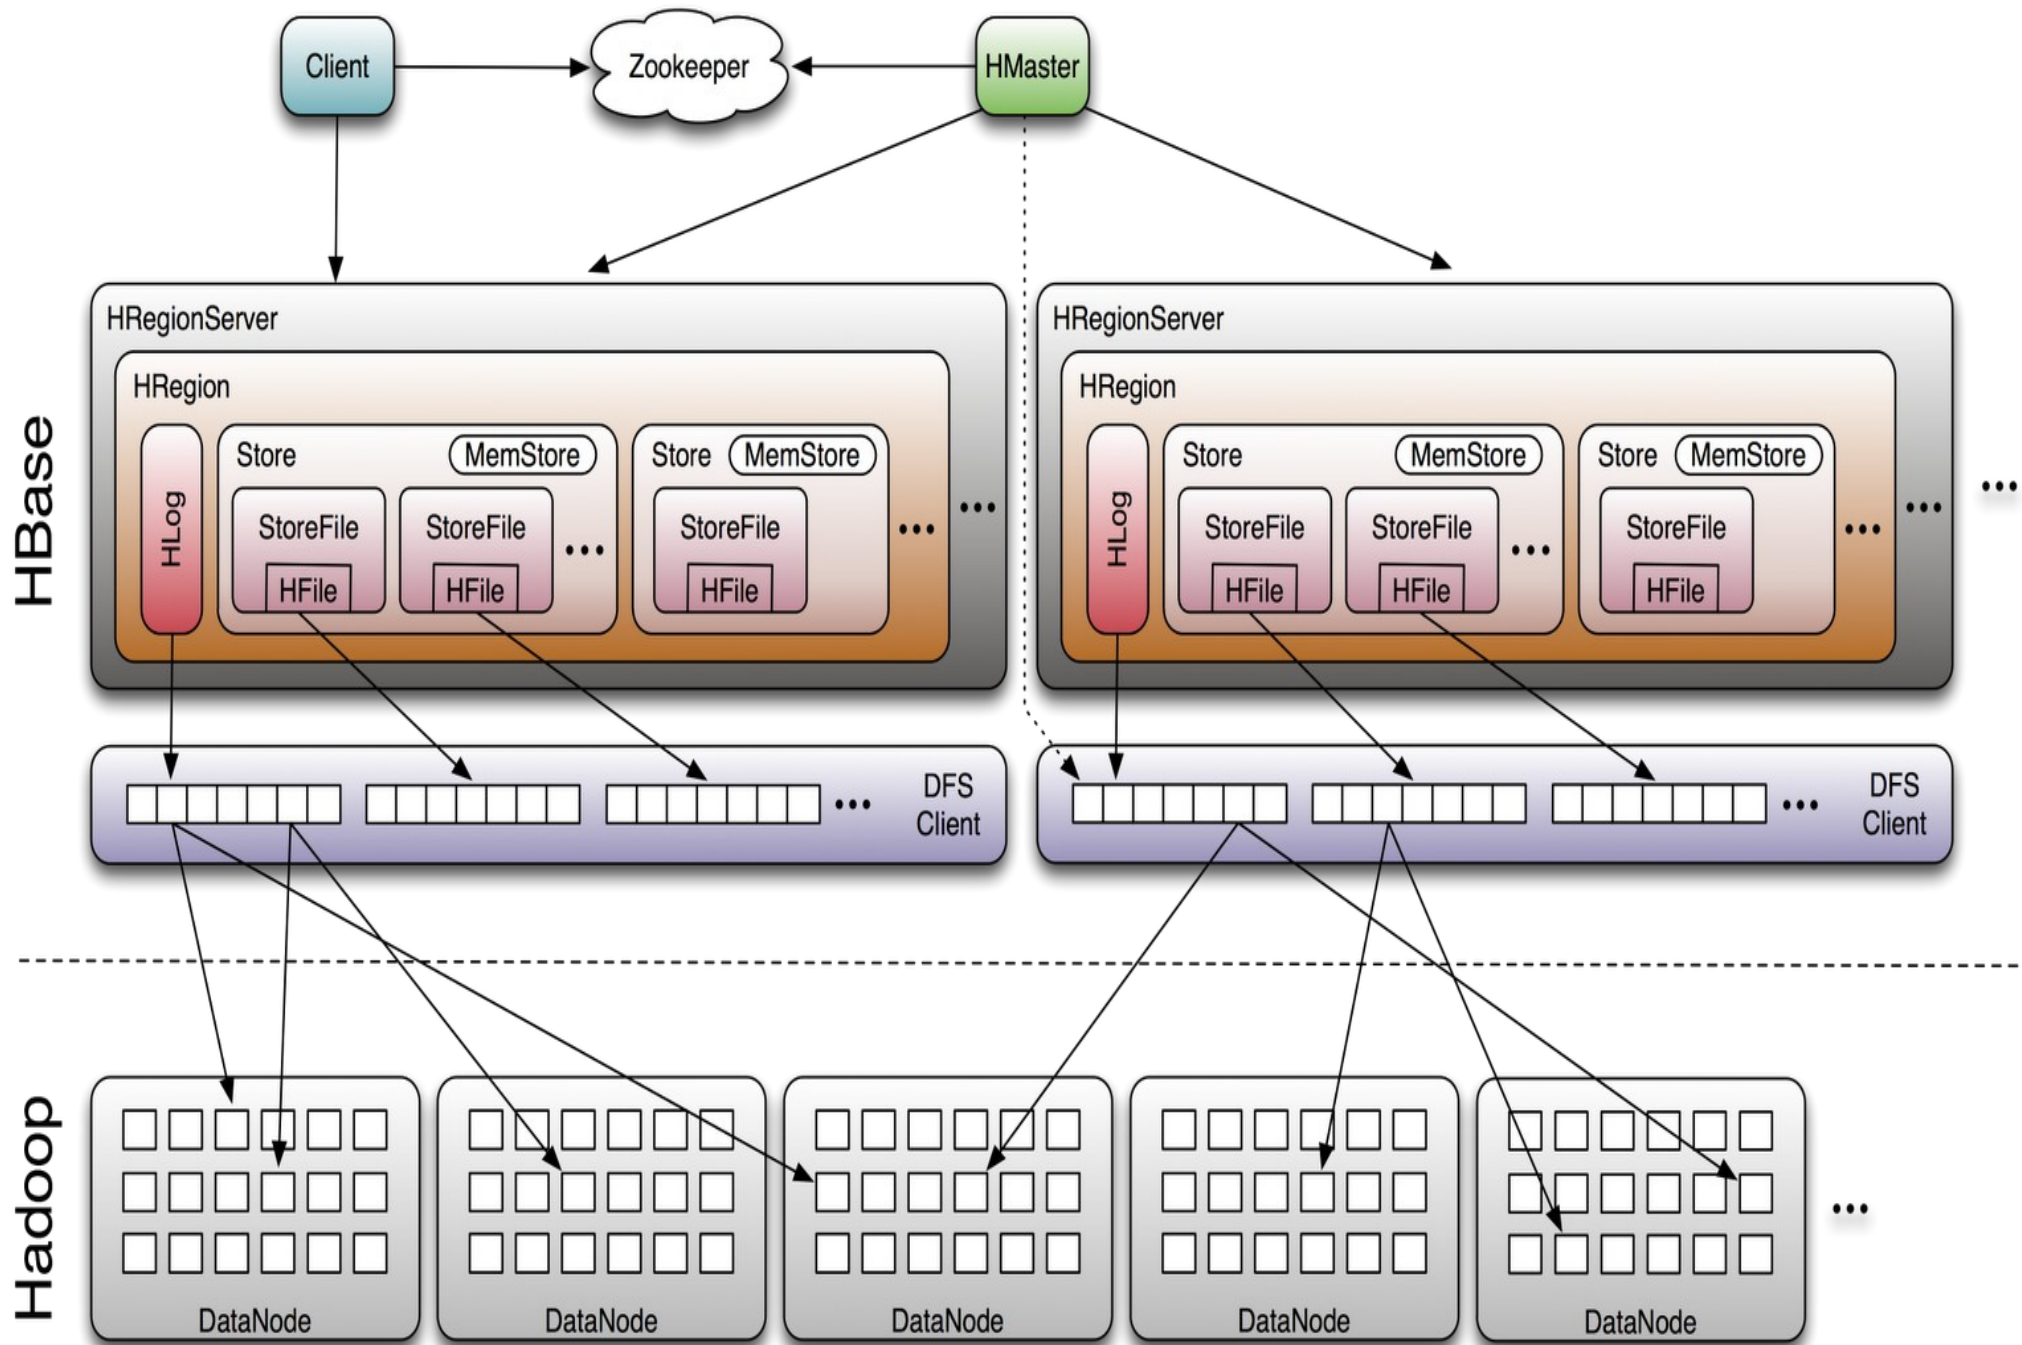 Client
Zookeeper
HMaster
HBase
HRegionServer
HRegion
HLog
Store
MemStore
StoreFile
HFile
StoreFile
HFile
...
Store
MemStore
StoreFile
HFile
...
...
HRegionServer
HRegion
HLog
Store
MemStore
StoreFile
HFile
StoreFile
HFile
...
Store
MemStore
StoreFile
HFile
...
...
...
...
DFS
Client
...
DFS
Client
Hadoop
DataNode
DataNode
DataNode
DataNode
DataNode
...